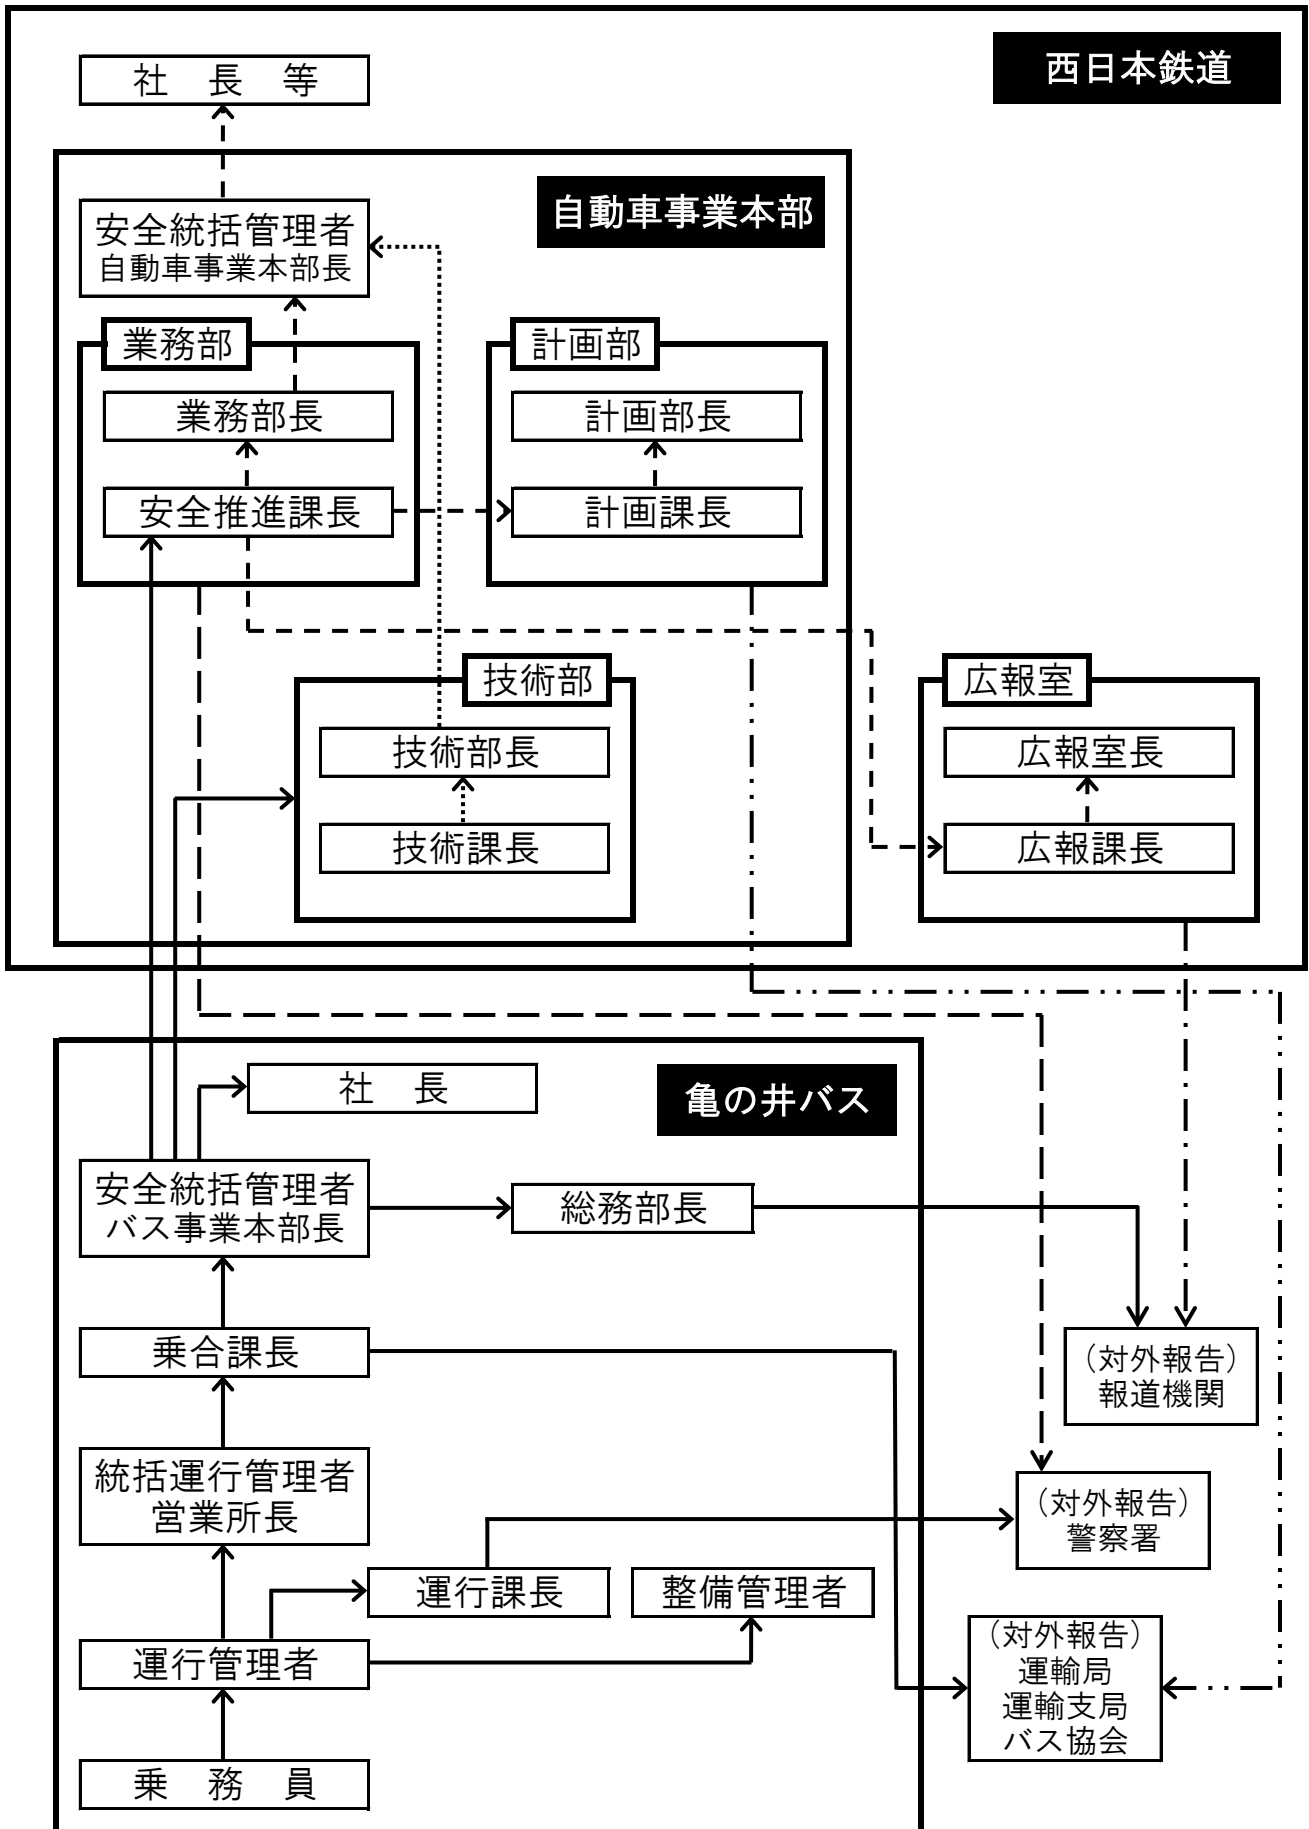 西日本鉄道
社　長　等
自動車事業本部
安全統括管理者
自動車事業本部長
業務部
計画部
業務部長
計画部長
安全推進課長
計画課長
技術部
広報室
技術部長
広報室長
技術課長
広報課長
社　長
亀の井バス
安全統括管理者
バス事業本部長
総務部長
乗合課長
（対外報告）
報道機関
統括運行管理者
営業所長
（対外報告）
警察署
運行課長
整備管理者
運行管理者
（対外報告）
運輸局
運輸支局
バス協会
乗　務　員